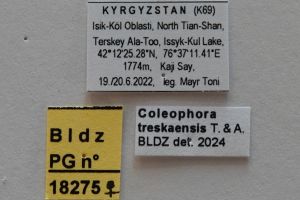 KYRGYZSTAN (K69)
Isik-Köl Oblasti, North Tian-Shan,
Terskey Ala-Too, Issyk-Kul Lake,
42°12'25.28"N, 76°37'11.41"E
1774m, Kaji Say,
19./20.6.2022, leg. Mayr Toni
Bldz
PG n°
18275 ♀
Coleophora
treskaensis T. & A.
BLDZ det. 2024